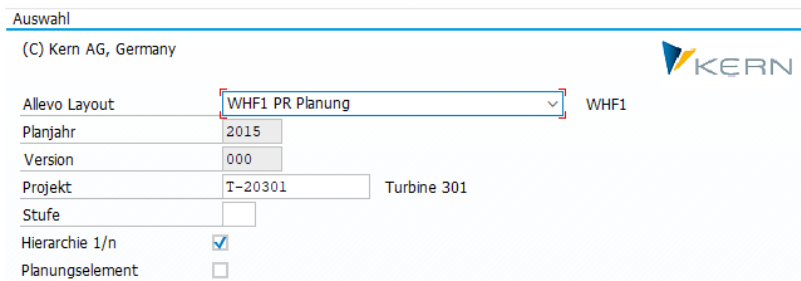 Auswahl
(C) Kern AG, Germany
KERN
Allevo Layout WHF1 PR Planung WHF1
Planjahr 2015
Version 000
Projekt T-20301 Turbine 301
Stufe
Hierarchie 1/n
Planungselement